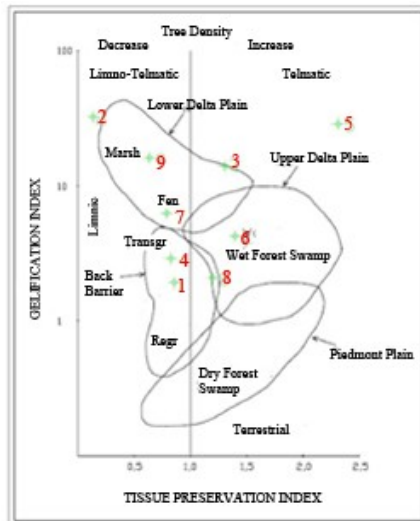 Tree Density
Decrease Increase
Limno-Telmatic Telmatic
100
Lower Delta Plain
2
5
Marsh
9
3
Upper Delta Plain
10
Fen
7
Limnic
Transgr
6
Wet Forest Swamp
4
Back
Barrier
1
8
1
Regr
Piedmont Plain
Dry Forest
Swamp
Terrestrial
0,5 1,0 1,5 2,0 2,5
GELIFICATION INDEX
TISSUE PRESERVATION INDEX